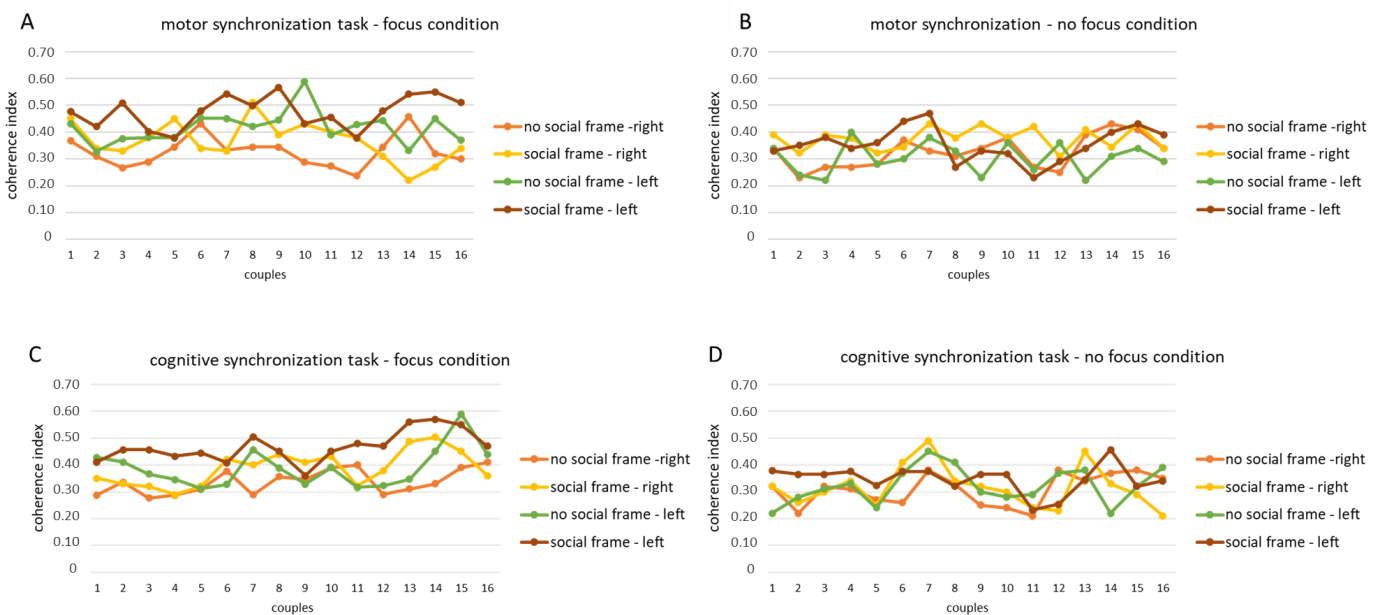 A
motor synchronization task - focus condition
coherence index
0.70
0.60
0.50
0.40
0.30
0.20
0.10
0
1 2 3 4 5 6 7 8 9 10 11 12 13 14 15 16
couples
no social frame -right
social frame - right
no social frame - left
social frame - left
B
motor synchronization - no focus condition
coherence index
0.70
0.60
0.50
0.40
0.30
0.20
0.10
0
1 2 3 4 5 6 7 8 9 10 11 12 13 14 15 16
couples
no social frame -right
social frame - right
no social frame - left
social frame - left
C
cognitive synchronization task - focus condition
coherence index
0.70
0.60
0.50
0.40
0.30
0.20
0.10
0
1 2 3 4 5 6 7 8 9 10 11 12 13 14 15 16
couples
no social frame -right
social frame - right
no social frame - left
social frame - left
D
cognitive synchronization task - no focus condition
coherence index
0.70
0.60
0.50
0.40
0.30
0.20
0.10
0
1 2 3 4 5 6 7 8 9 10 11 12 13 14 15 16
couples
no social frame -right
social frame - right
no social frame - left
social frame - left